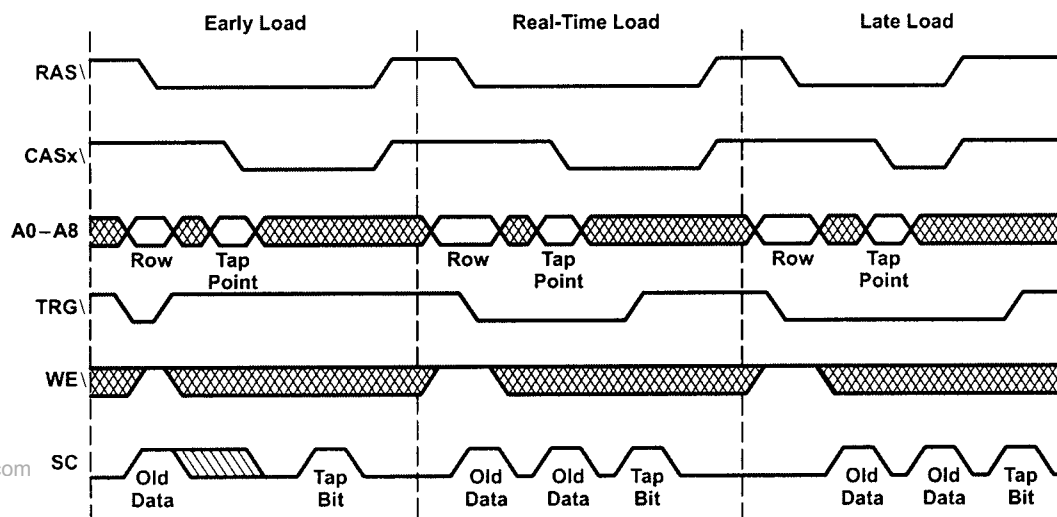 Early Load Real-Time Load Late Load
RAS\
CASx\
A0–A8
Row Tap Point Row Tap Point Row Tap Point
TRG\
WE\
com SC
Old Data Tap Bit Old Data Old Data Tap Bit Old Data Old Data Tap Bit